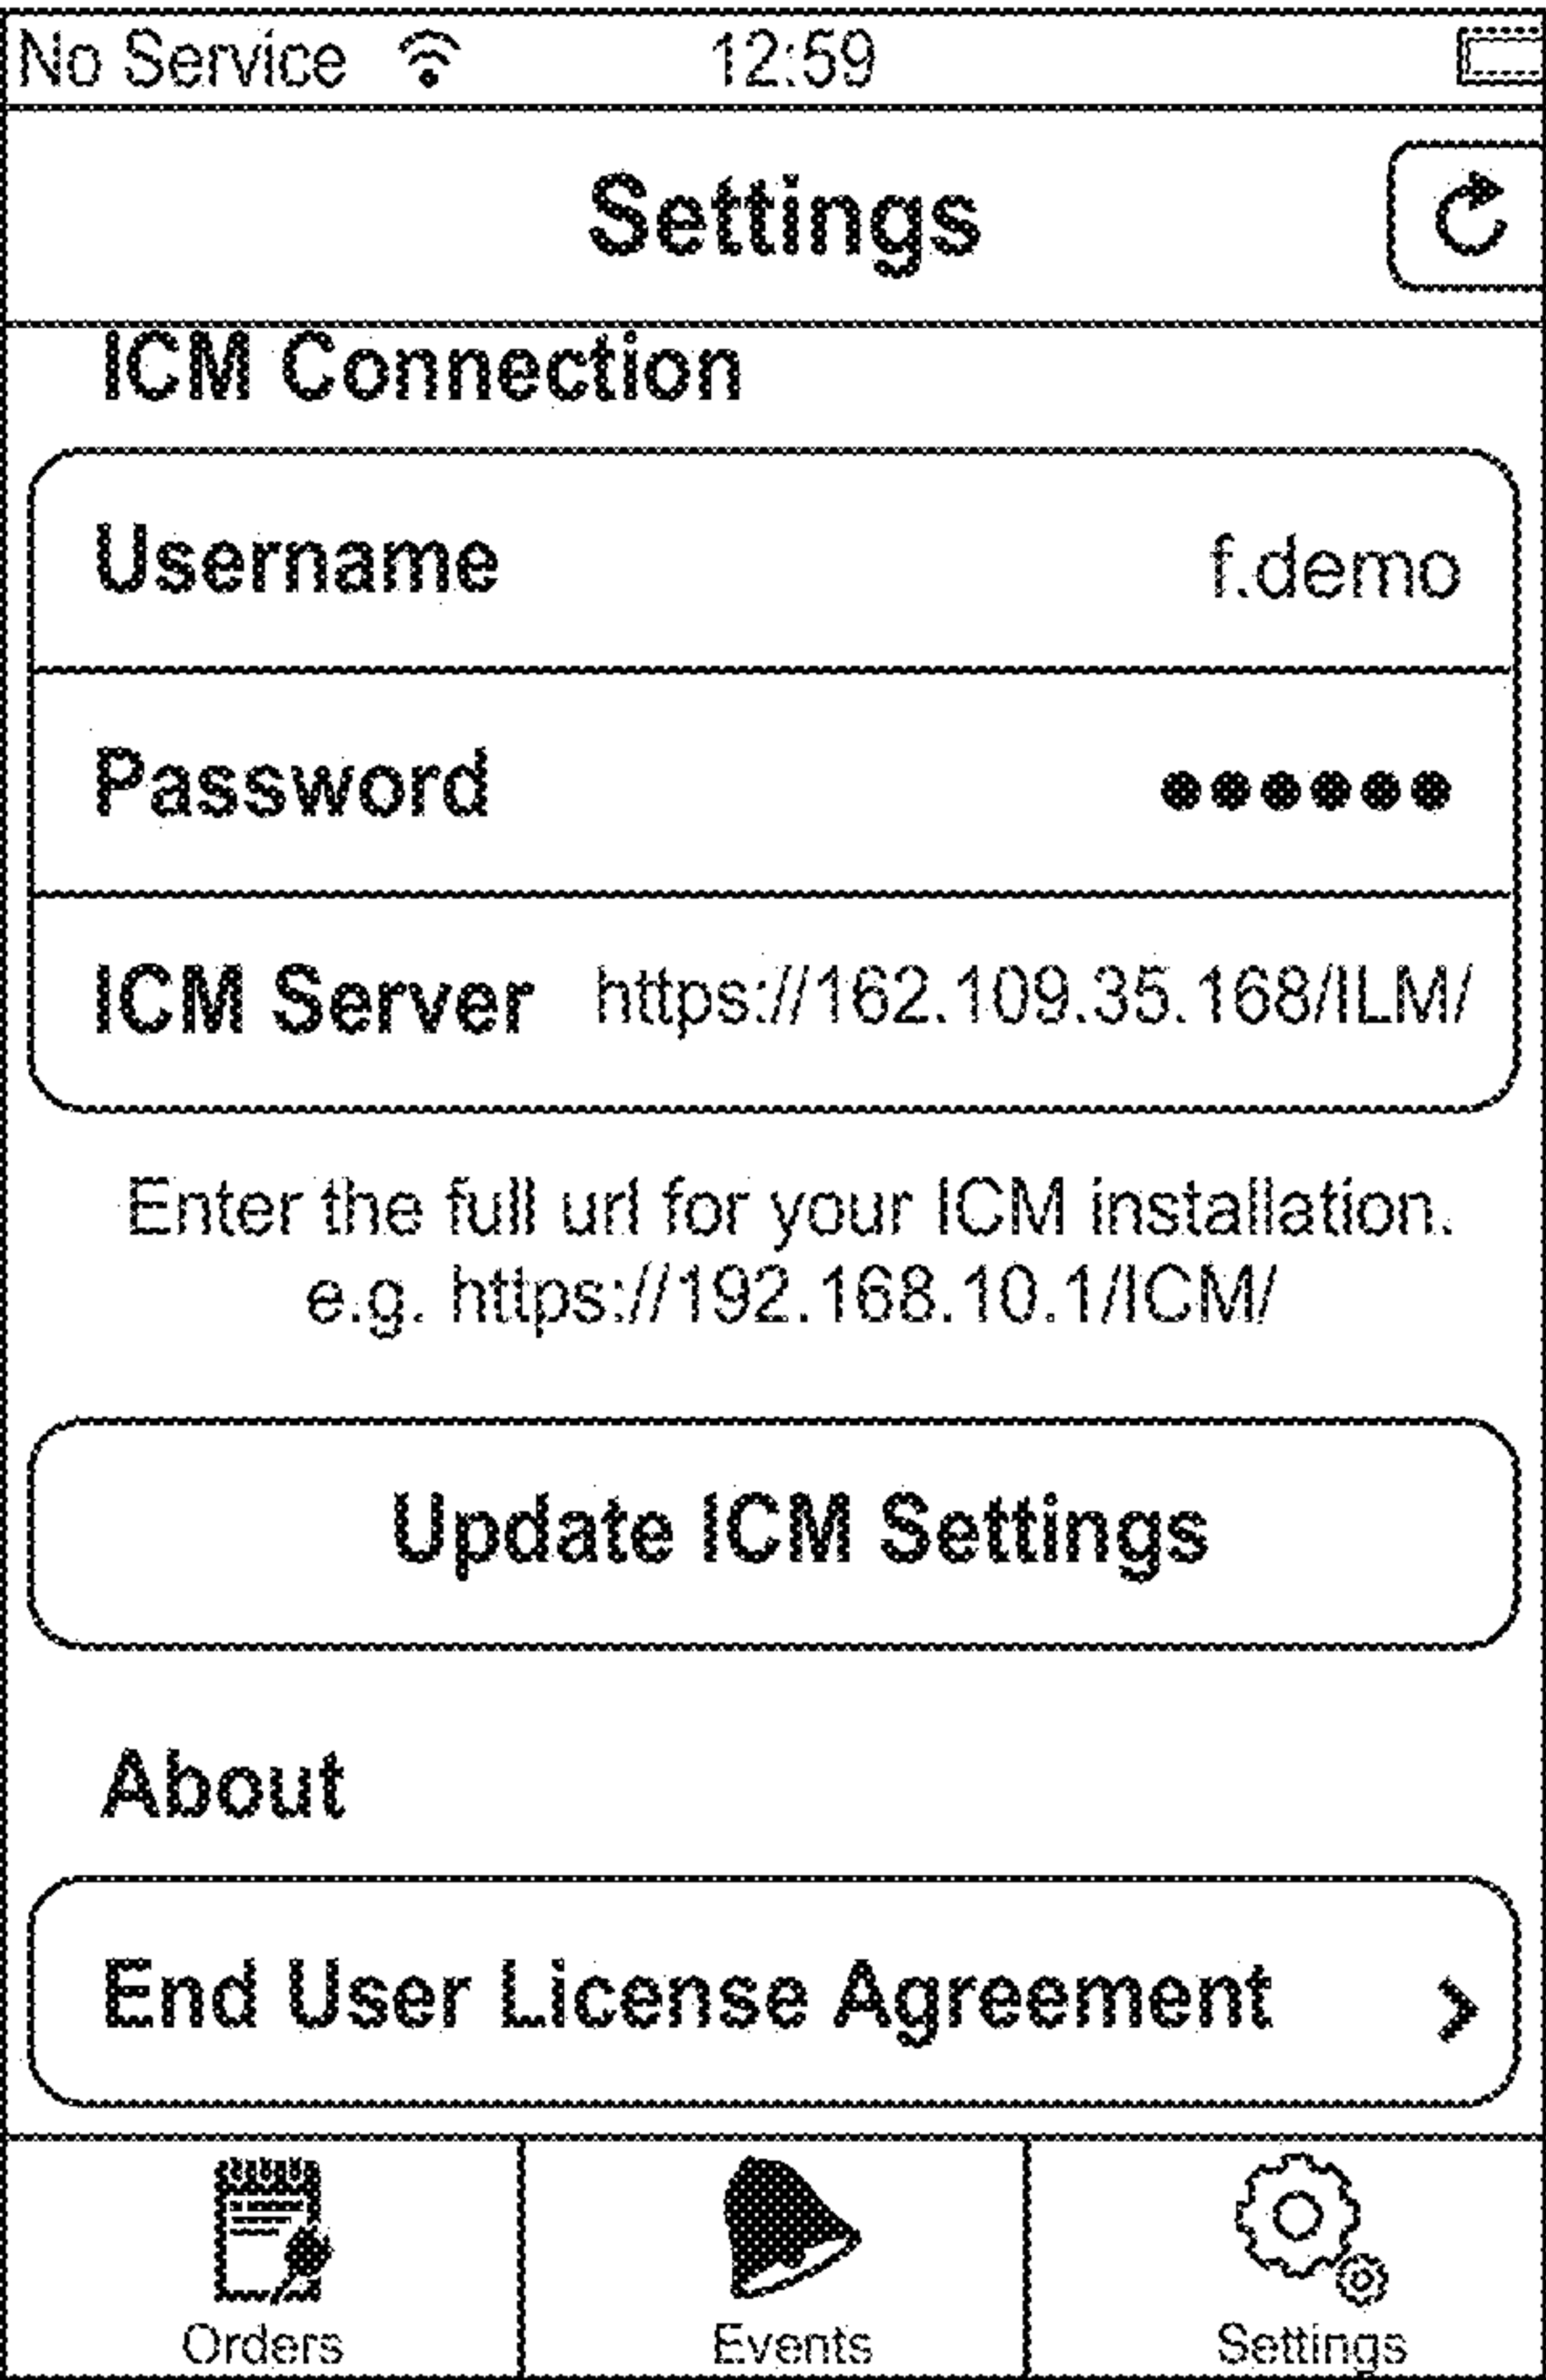 No Service 12:59
Settings
ICM Connection
Username f.demo
Password ●●●●●●
ICM Server https://162.109.35.168/ILM/
Enter the full url for your ICM installation.
e.g. https://192.168.10.1/ICM/
Update ICM Settings
About
End User License Agreement >
Orders Events Settings